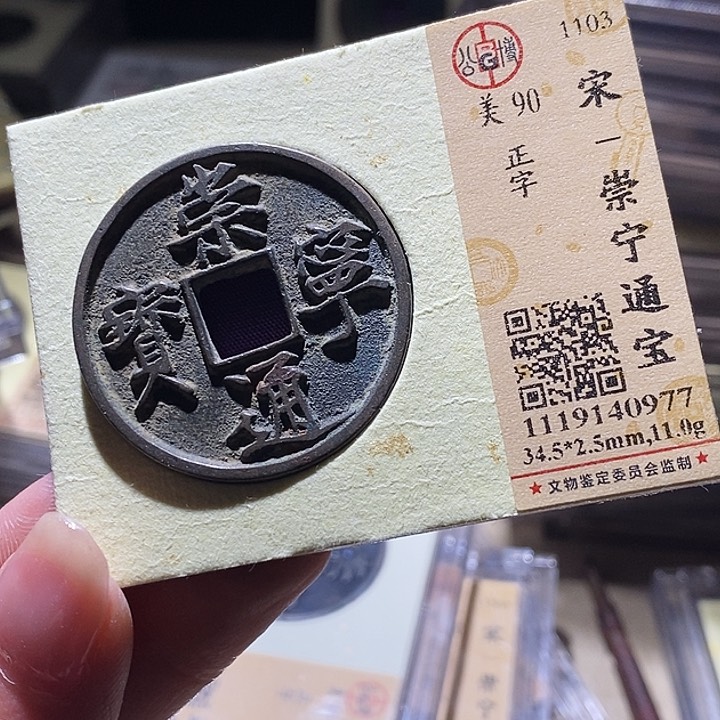 崇寧通寳
公博
G
美 90
正字
1103
宋一崇宁通宝
1119140977
34.5*2.5mm,11.0g
★ 文物鉴定委员会监制 ★